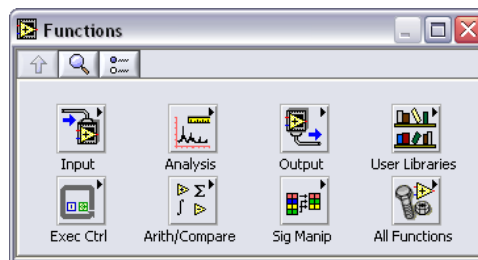 Functions
Input Analysis Output User Libraries
Exec Ctrl Arith/Compare Sig Manip All Functions